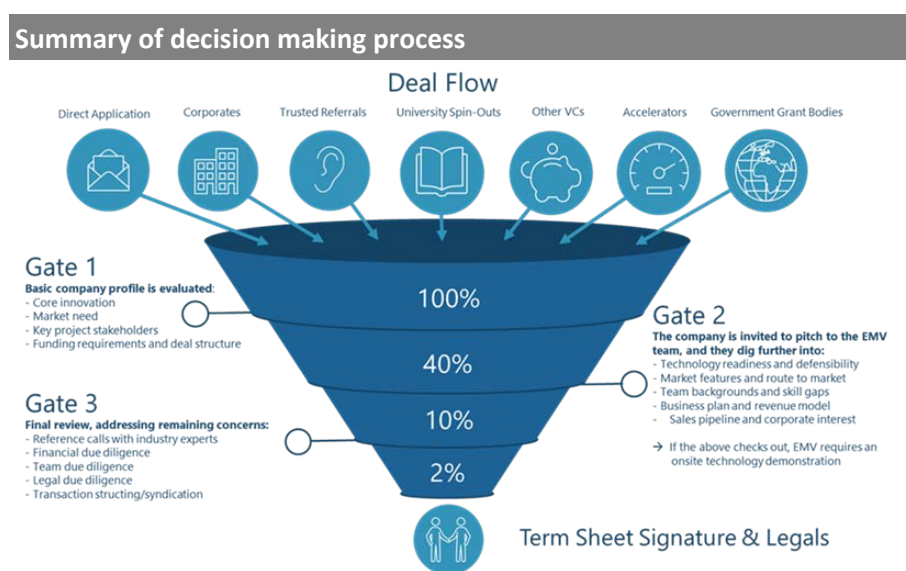 Summary of decision making process
Deal Flow
Direct Application
Corporates
Trusted Referrals
University Spin-Outs
Other VCs
Accelerators
Government Grant Bodies
100%
40%
10%
2%
Gate 1
Basic company profile is evaluated:
- Core innovation
- Market need
- Key project stakeholders
- Funding requirements and deal structure
Gate 2
The company is invited to pitch to the EMV
team, and they dig further into:
- Technology readiness and defensibility
- Market features and route to market
- Team backgrounds and skill gaps
- Business plan and revenue model
- Sales pipeline and corporate interest
→ If the above checks out, EMV requires an
onsite technology demonstration
Gate 3
Final review, addressing remaining concerns:
- Reference calls with industry experts
- Financial due diligence
- Team due diligence
- Legal due diligence
- Transaction structing/syndication
Term Sheet Signature & Legals